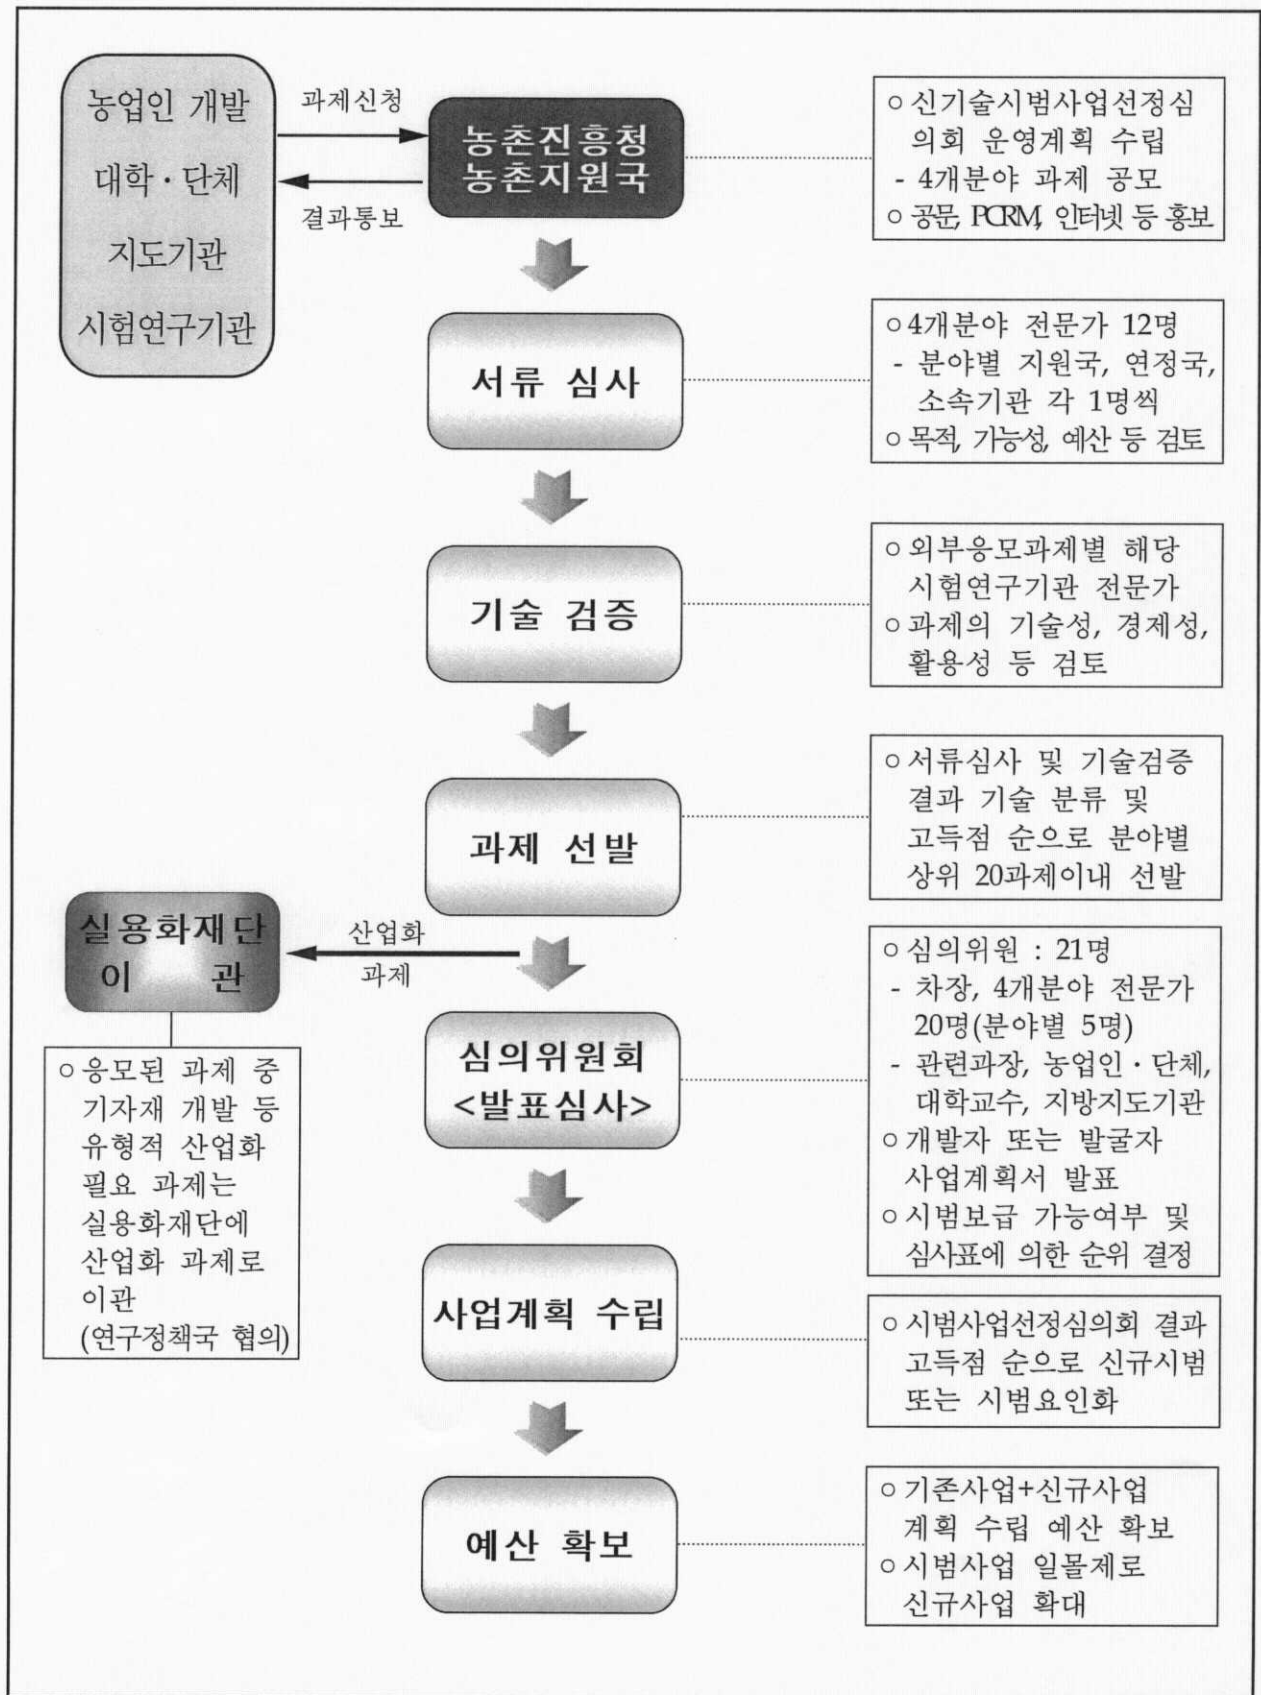 농업인 개발
대학·단체
지도기관
시험연구기관
과제신청
결과통보
농촌진흥청
농촌지원국
○ 신기술시범사업선정심
의회 운영계획 수립
- 4개분야 과제 공모
○ 공문, PCRM, 인터넷 등 홍보
서류 심사
○ 4개분야 전문가 12명
- 분야별 지원국, 연정국,
소속기관 각 1명씩
○ 목적, 가능성, 예산 등 검토
기술 검증
○ 외부응모과제별 해당
시험연구기관 전문가
○ 과제의 기술성, 경제성,
활용성 등 검토
과제 선발
○ 서류심사 및 기술검증
결과 기술 분류 및
고득점 순으로 분야별
상위 20과제이내 선발
산업화
과제
실용화재단
이 관
○ 응모된 과제 중
기자재 개발 등
유형적 산업화
필요 과제는
실용화재단에
산업화 과제로
이관
(연구정책국 협의)
심의위원회
<발표심사>
○ 심의위원 : 21명
- 차장, 4개분야 전문가
20명(분야별 5명)
- 관련과장, 농업인·단체,
대학교수, 지방지도기관
○ 개발자 또는 발굴자
사업계획서 발표
○ 시범보급 가능여부 및
심사표에 의한 순위 결정
사업계획 수립
○ 시범사업선정심의회 결과
고득점 순으로 신규시범
또는 시범요인화
예산 확보
○ 기존사업+신규사업
계획 수립 예산 확보
○ 시범사업 일몰제로
신규사업 확대